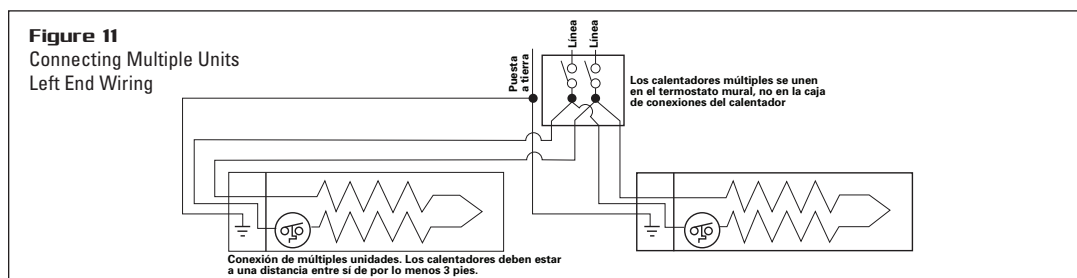 Figure 11
Connecting Multiple Units
Left End Wiring
Puesta
a tierra
Línea
Línea
Los calentadores múltiples se unen
en el termostato mural, no en la caja
de conexiones del calentador
Conexión de múltiples unidades. Los calentadores deben estar
a una distancia entre sí de por lo menos 3 pies.